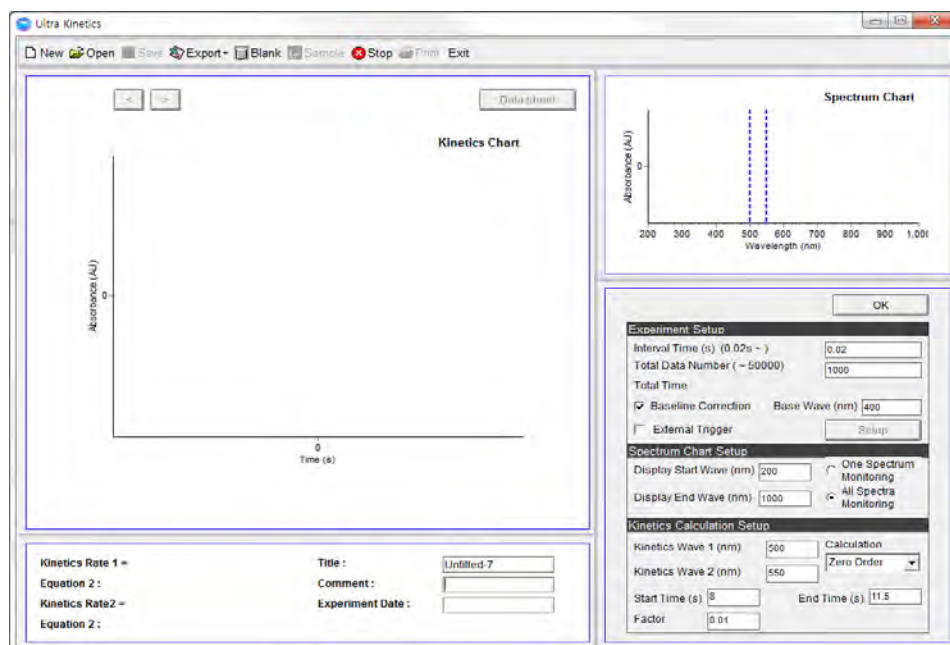 Ultra Kinetics
New Open Save Export Blank Sample Stop Print Exit
< >
Data sheet
Kinetics Chart
Absorbance (AU)
0
0
Time (s)
Spectrum Chart
Absorbance (AU)
0
200 300 400 500 600 700 800 900 1,00
Wavelength (nm)
OK
Experiment Setup
Interval Time (s) (0.02s ~ ) 0.02
Total Data Number ( ~ 50000) 1000
Total Time
Baseline Correction Base Wave (nm) 400
External Trigger Setup
Spectrum Chart Setup
Display Start Wave (nm) 200 One Spectrum Monitoring
Display End Wave (nm) 1000 All Spectra Monitoring
Kinetics Calculation Setup
Kinetics Wave 1 (nm) 500 Calculation
Kinetics Wave 2 (nm) 550 Zero Order
Start Time (s) 8 End Time (s) 11.5
Factor 0.01
Kinetics Rate 1 = Title : Untitled-7
Equation 2 : Comment :
Kinetics Rate2 = Experiment Date :
Equation 2 :